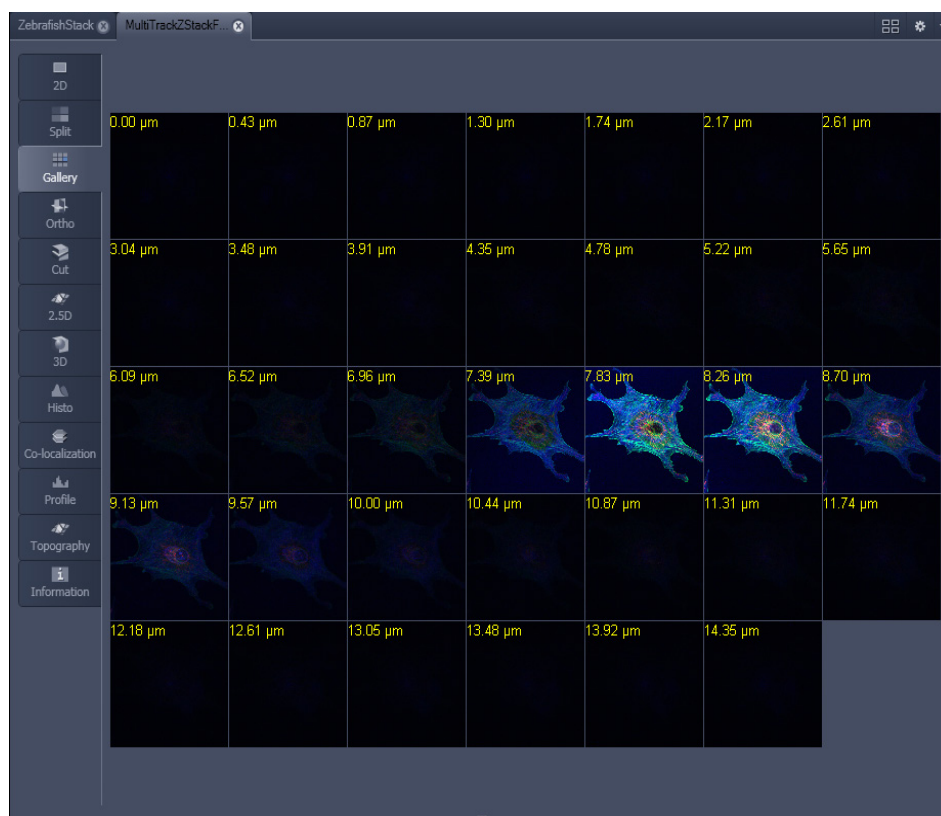 ZebrafishStack
MultiTrackZStackF...
2D
Split
Gallery
Ortho
Cut
2.5D
3D
Histo
Co-localization
Profile
Topography
Information
0.00 µm 0.43 µm 0.87 µm 1.30 µm 1.74 µm 2.17 µm 2.61 µm
3.04 µm 3.48 µm 3.91 µm 4.35 µm 4.78 µm 5.22 µm 5.65 µm
6.09 µm 6.52 µm 6.96 µm 7.39 µm 7.83 µm 8.26 µm 8.70 µm
9.13 µm 9.57 µm 10.00 µm 10.44 µm 10.87 µm 11.31 µm 11.74 µm
12.18 µm 12.61 µm 13.05 µm 13.48 µm 13.92 µm 14.35 µm